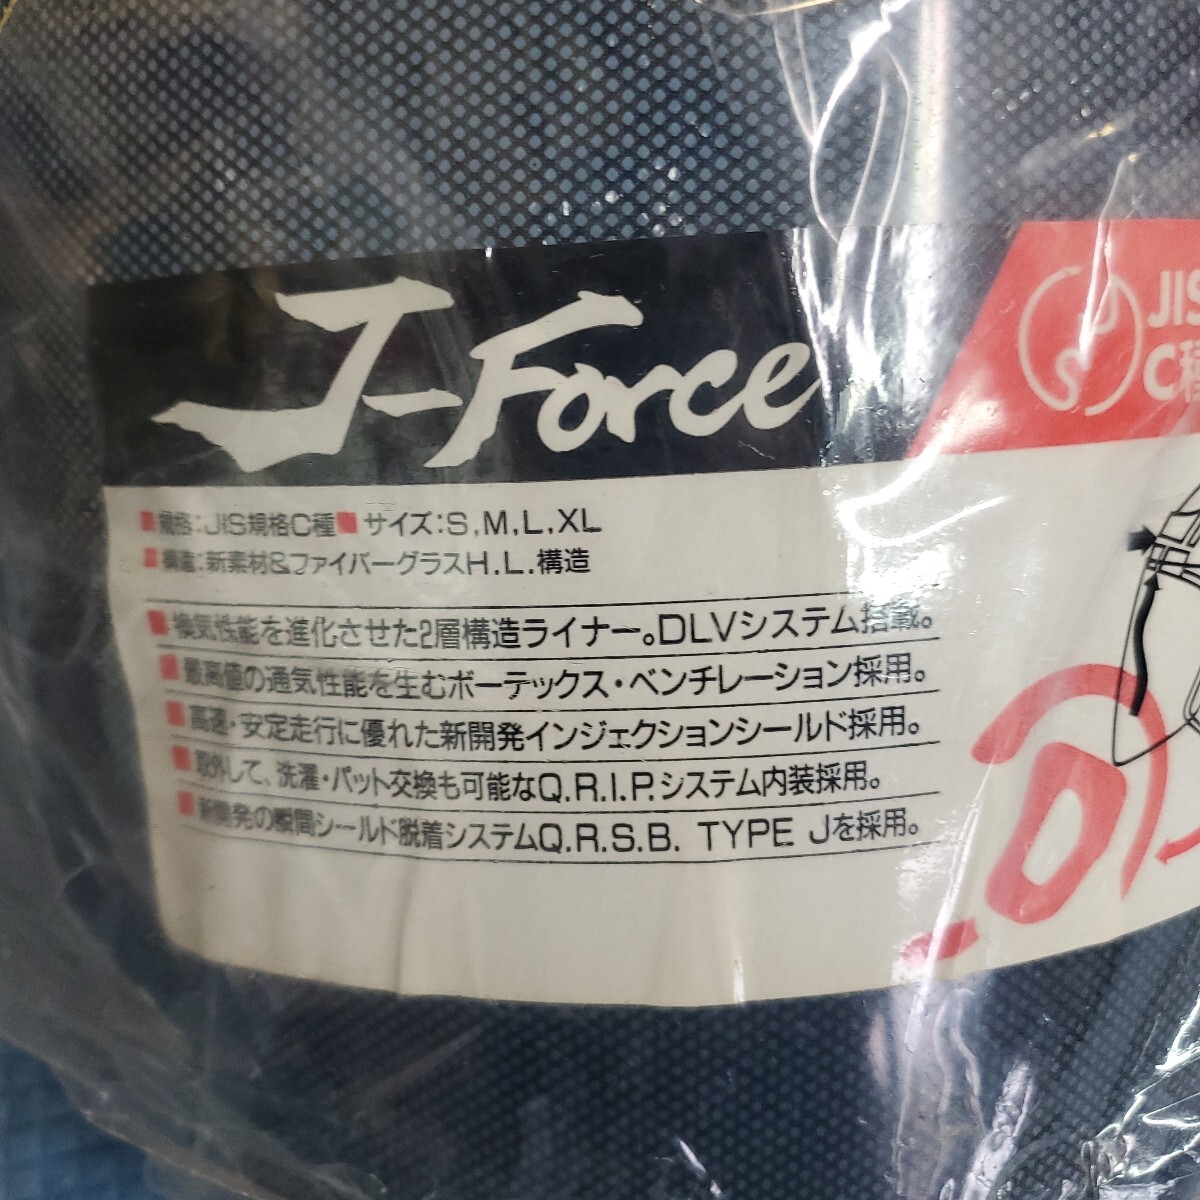 J-Force
JIS
C種
■規格:JIS規格C種■サイズ:S,M,L,XL
■構造:新素材&ファイバーグラスH.L.構造
■換気性能を進化させた2層構造ライナー。DLVシステム搭載。
■最高値の通気性能を生むボーテックス・ベンチレーション採用。
■高速・安定走行に優れた新開発インジェクションシールド採用。
■取外して、洗濯・パット交換も可能なQ.R.I.P.システム内装採用。
■新開発の瞬間シールド脱着システムQ.R.S.B. TYPE Jを採用。